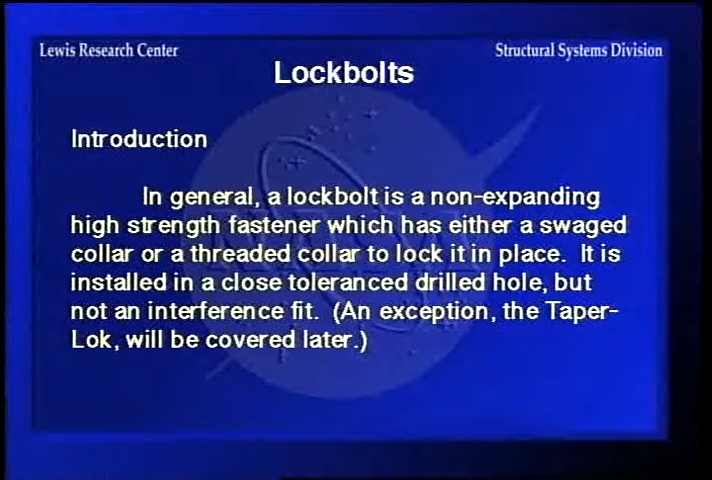 Lewis Research Center
Structural Systems Division
Lockbolts
Introduction
In general, a lockbolt is a non-expanding
high strength fastener which has either a swaged
collar or a threaded collar to lock it in place. It is
installed in a close toleranced drilled hole, but
not an interference fit. (An exception, the Taper-
Lok, will be covered later.)
NASA